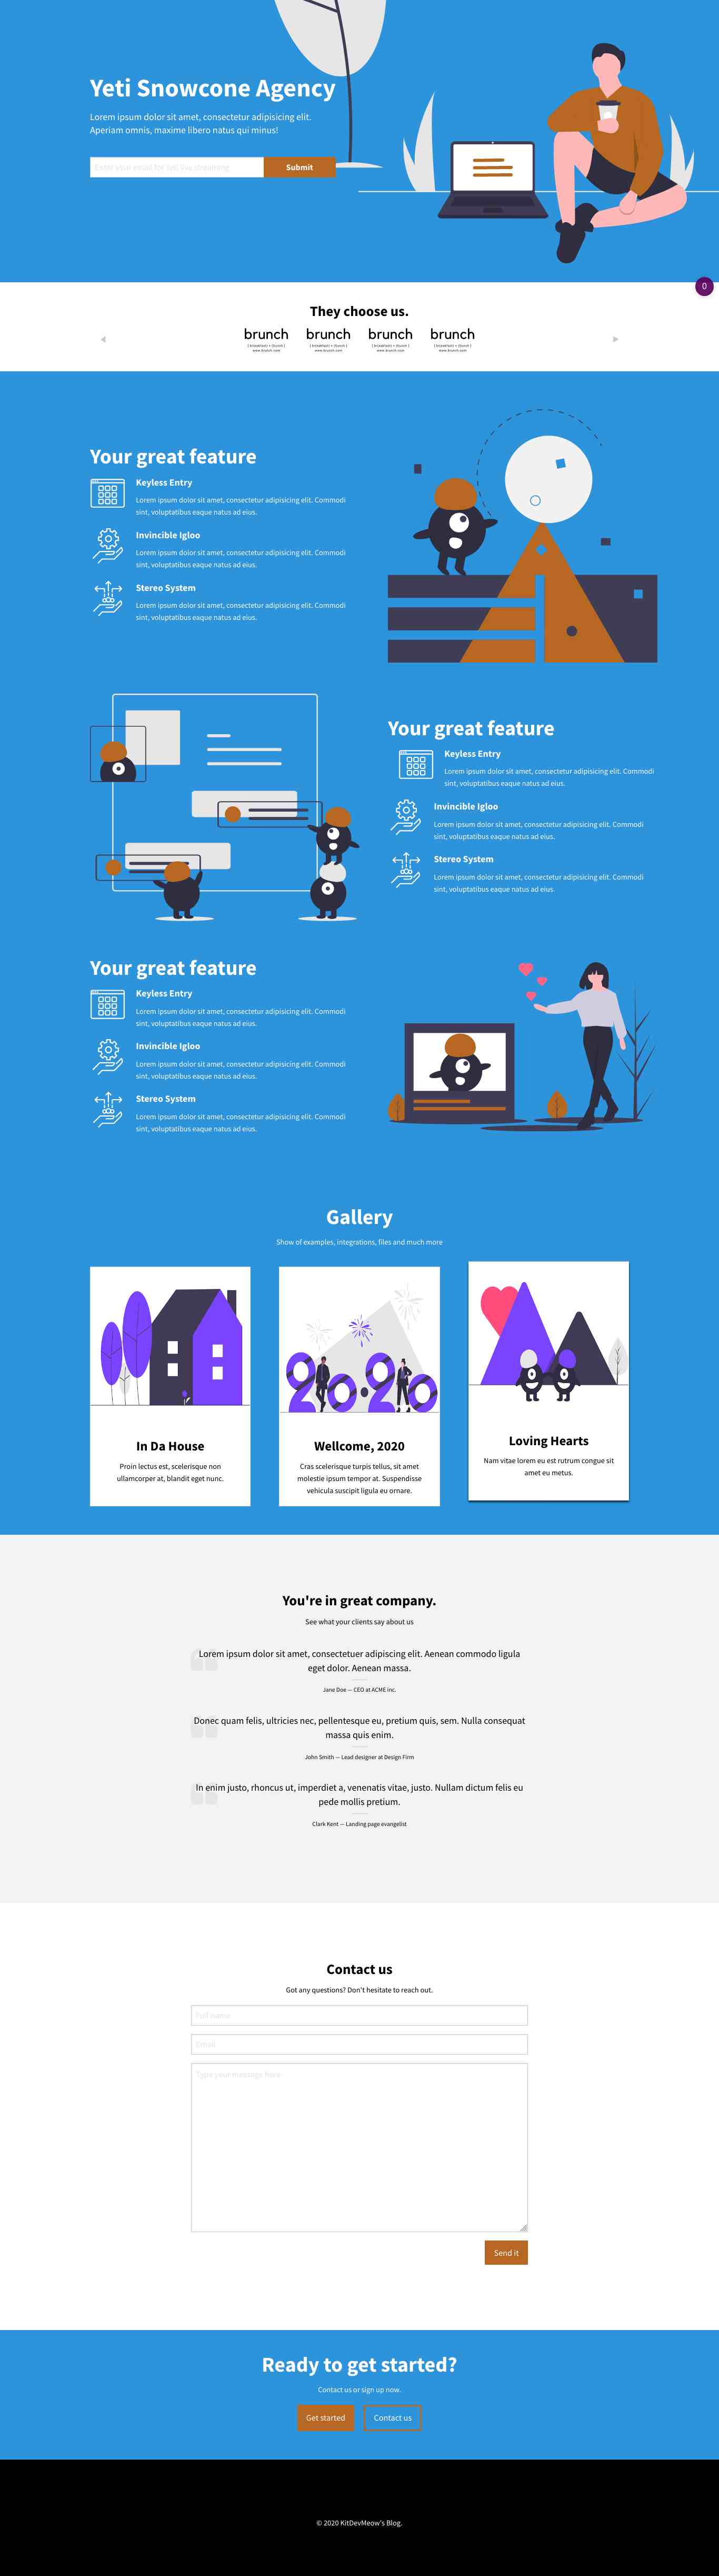 Yeti Snowcone Agency
Lorem ipsum dolor sit amet, consectetur adipisicing elit.
Aperiam omnis, maxime libero natus qui minus!
Enter your email for last live streaming
Submit
0
They choose us.
brunch brunch brunch brunch
www.brunch.com www.brunch.com www.brunch.com www.brunch.com
Your great feature
Keyless Entry
Lorem ipsum dolor sit amet, consectetur adipisicing elit. Commodi
sint, voluptatibus eaque natus ad eius.
Invincible Igloo
Lorem ipsum dolor sit amet, consectetur adipisicing elit. Commodi
sint, voluptatibus eaque natus ad eius.
Stereo System
Lorem ipsum dolor sit amet, consectetur adipisicing elit. Commodi
sint, voluptatibus eaque natus ad eius.
Your great feature
Keyless Entry
Lorem ipsum dolor sit amet, consectetur adipisicing elit. Commodi
sint, voluptatibus eaque natus ad eius.
Invincible Igloo
Lorem ipsum dolor sit amet, consectetur adipisicing elit. Commodi
sint, voluptatibus eaque natus ad eius.
Stereo System
Lorem ipsum dolor sit amet, consectetur adipisicing elit. Commodi
sint, voluptatibus eaque natus ad eius.
Your great feature
Keyless Entry
Lorem ipsum dolor sit amet, consectetur adipisicing elit. Commodi
sint, voluptatibus eaque natus ad eius.
Invincible Igloo
Lorem ipsum dolor sit amet, consectetur adipisicing elit. Commodi
sint, voluptatibus eaque natus ad eius.
Stereo System
Lorem ipsum dolor sit amet, consectetur adipisicing elit. Commodi
sint, voluptatibus eaque natus ad eius.
Gallery
Show of examples, integrations, files and much more
In Da House
Proin lectus est, scelerisque non
ullamcorper at, blandit eget nunc.
2020
Wellcome, 2020
Cras scelerisque turpis tellus, sit amet
molestie ipsum tempor at. Suspendisse
vehicula suscipit ligula eu ornare.
Loving Hearts
Nam vitae lorem eu est rutrum congue sit
amet eu metus.
You're in great company.
See what your clients say about us
Lorem ipsum dolor sit amet, consectetuer adipiscing elit. Aenean commodo ligula
eget dolor. Aenean massa.
Jane Doe — CEO at ACME inc.
Donec quam felis, ultricies nec, pellentesque eu, pretium quis, sem. Nulla consequat
massa quis enim.
John Smith — Lead designer at Design Firm
In enim justo, rhoncus ut, imperdiet a, venenatis vitae, justo. Nullam dictum felis eu
pede mollis pretium.
Clark Kent — Landing page evangelist
Contact us
Got any questions? Don't hesitate to reach out.
Full name
Email
Type your message here
Send it
Ready to get started?
Contact us or sign up now.
Get started
Contact us
© 2020 KitDevMeow's Blog.